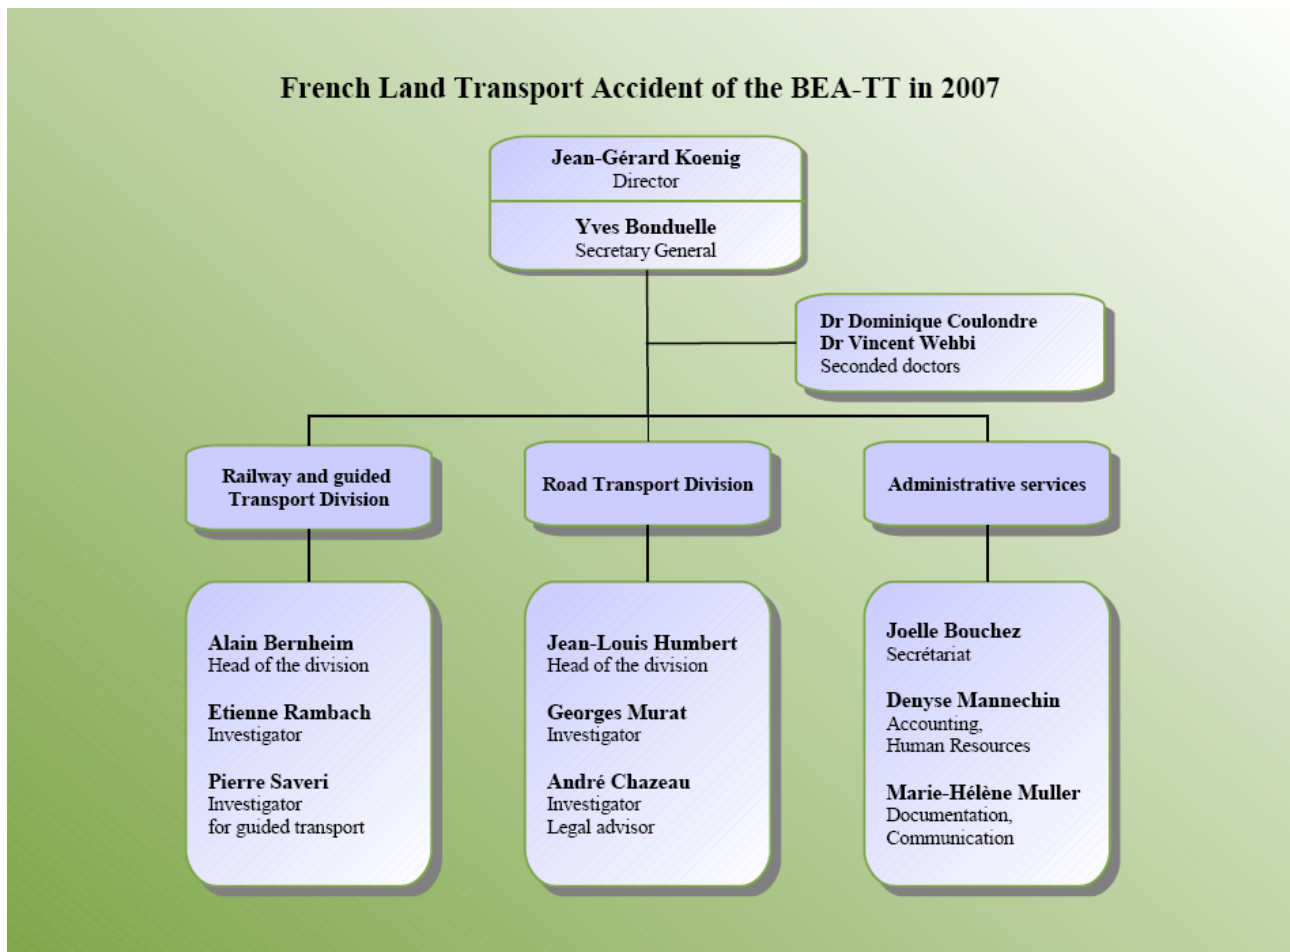 French Land Transport Accident of the BEA-TT in 2007
Jean-Gérard Koenig
Director
Yves Bonduelle
Secretary General
Dr Dominique Coulondre
Dr Vincent Wehbi
Seconded doctors
Railway and guided
Transport Division
Road Transport Division
Administrative services
Alain Bernheim
Head of the division
Etienne Rambach
Investigator
Pierre Saveri
Investigator
for guided transport
Jean-Louis Humbert
Head of the division
Georges Murat
Investigator
André Chazeau
Investigator
Legal advisor
Joelle Bouchez
Secrétariat
Denyse Mannechin
Accounting,
Human Resources
Marie-Hélène Muller
Documentation,
Communication